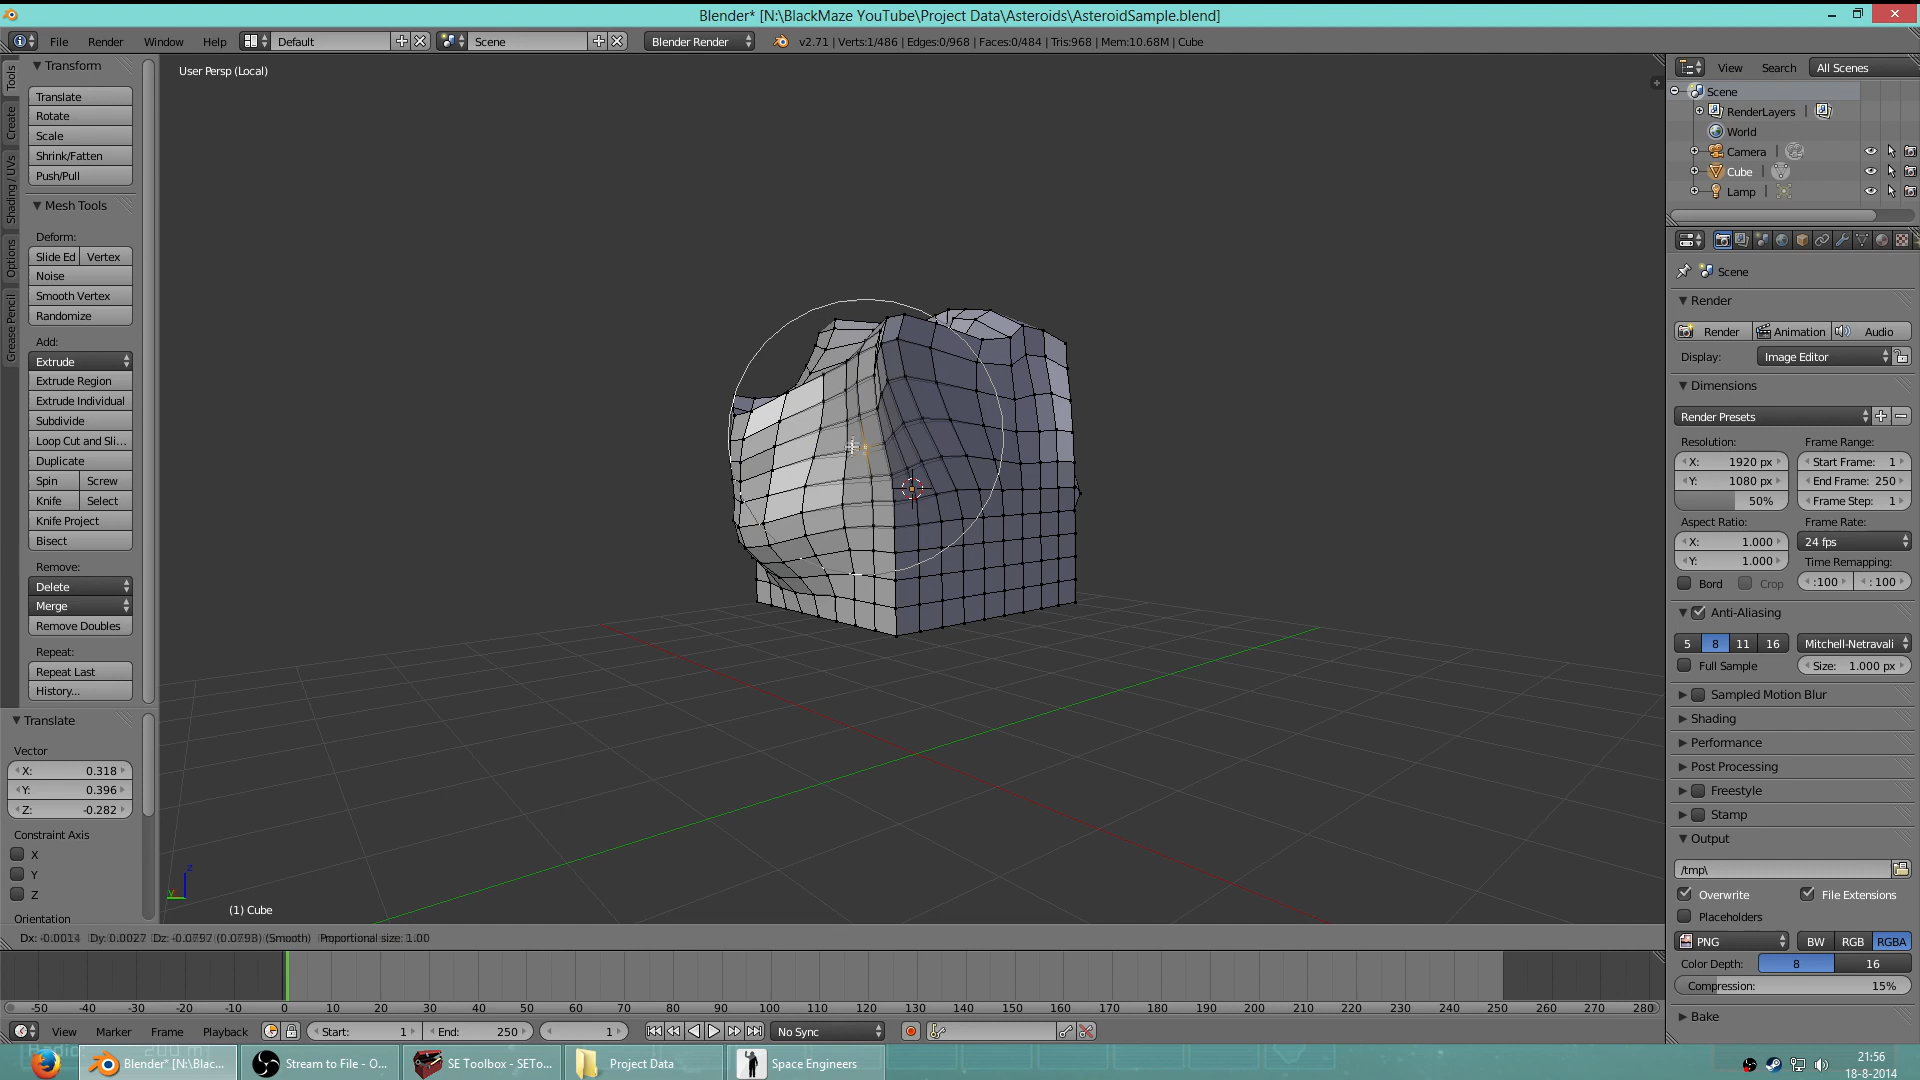 Blender* [N:\BlackMaze YouTube\Project Data\Asteroids\AsteroidSample.blend]
File Render Window Help Default Scene Blender Render v2.71 | Verts:1/486 | Edges:0/968 | Faces:0/484 | Tris:968 | Mem:10.68M | Cube
Tools
Create
Shading / UVs
Options
Grease Pencil
Transform
Translate
Rotate
Scale
Shrink/Fatten
Push/Pull
Mesh Tools
Deform:
Slide Ed Vertex
Noise
Smooth Vertex
Randomize
Add:
Extrude
Extrude Region
Extrude Individual
Subdivide
Loop Cut and Sli...
Duplicate
Spin Screw
Knife Select
Knife Project
Bisect
Remove:
Delete
Merge
Remove Doubles
Repeat:
Repeat Last
History...
Translate
Vector
X: 0.318
Y: 0.396
Z: -0.282
Constraint Axis
X
Y
Z
Orientation
User Persp (Local)
z
y
(1) Cube
Dx: -0.0014 Dy: 0.0027 Dz: -0.0797 (0.0798) (Smooth) Proportional size: 1.00
View Search All Scenes
Scene
RenderLayers |
World
Camera |
Cube |
Lamp |
Scene
Render
Render Animation Audio
Display: Image Editor
Dimensions
Render Presets
Resolution: Frame Range:
X: 1920 px Start Frame: 1
Y: 1080 px End Frame: 250
50% Frame Step: 1
Aspect Ratio: Frame Rate:
X: 1.000 24 fps
Y: 1.000 Time Remapping:
Bord Crop :100 : 100
Anti-Aliasing
5 8 11 16 Mitchell-Netravali
Full Sample Size: 1.000 px
Sampled Motion Blur
Shading
Performance
Post Processing
Freestyle
Stamp
Output
/tmp\
Overwrite File Extensions
Placeholders
PNG BW RGB RGBA
Color Depth: 8 16
Compression: 15%
Bake
-50 -40 -30 -20 -10 0 10 20 30 40 50 60 70 80 90 100 110 120 130 140 150 160 170 180 190 200 210 220 230 240 250 260 270 280
View Marker Frame Playback Start: 1 End: 250 1 No Sync
Blender* [N:\Blac... Stream to File - O... SE Toolbox - SETo... Project Data Space Engineers
21:56
18-8-2014